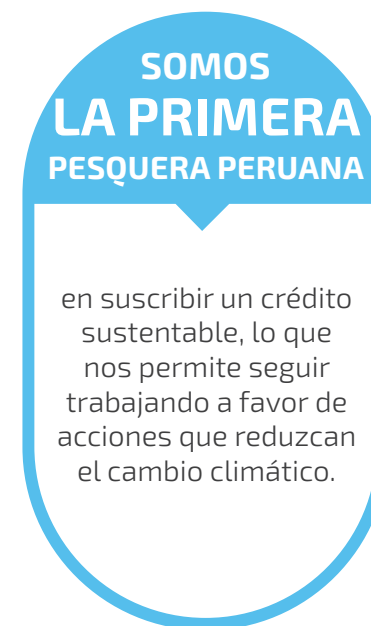 SOMOS
LA PRIMERA
PESQUERA PERUANA
en suscribir un crédito
sustentable, lo que
nos permite seguir
trabajando a favor de
acciones que reduzcan
el cambio climático.